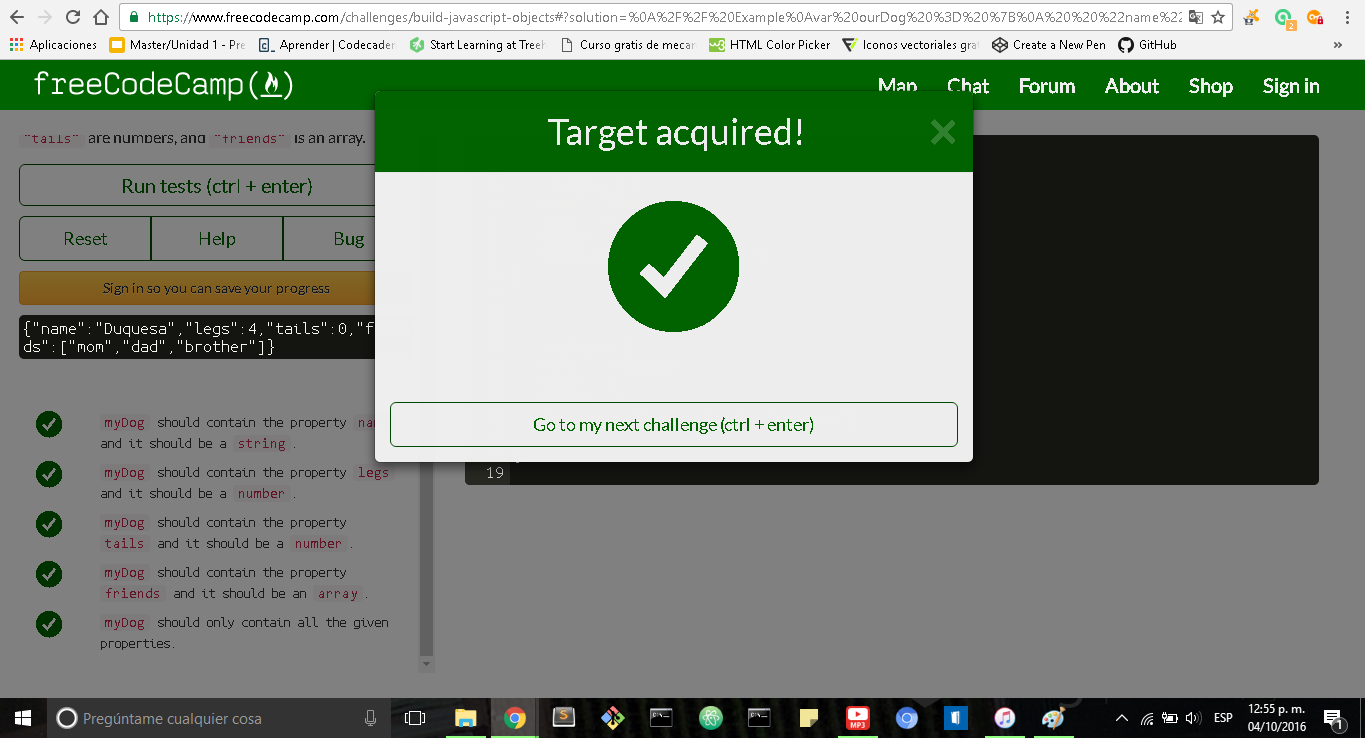 https://www.freecodecamp.com/challenges/build-javascript-objects#?solution=%0A%2F%2F%20Example%0Avar%20ourDog%20%3D%20%7B%0A%20%20%22name%22
Aplicaciones
Master/Unidad 1 - Pre
Aprender | Codecader
Start Learning at Treeh
Curso gratis de mecan
HTML Color Picker
Iconos vectoriales gra
Create a New Pen
GitHub
»
freeCodeCamp
Map Chat Forum About Shop Sign in
"tails" are numbers, and "friends" is an array.
Run tests (ctrl + enter)
Reset Help Bug
Sign in so you can save your progress
{"name":"Duquesa","legs":4,"tails":0,"f
ds":["mom","dad","brother"]}
myDog should contain the property na
and it should be a string.
myDog should contain the property legs
and it should be a number.
myDog should contain the property
tails and it should be a number.
myDog should contain the property
friends and it should be an array.
myDog should only contain all the given
properties.
Target acquired!
Go to my next challenge (ctrl + enter)
19
Pregúntame cualquier cosa
MP3
ESP
12:55 p. m.
04/10/2016